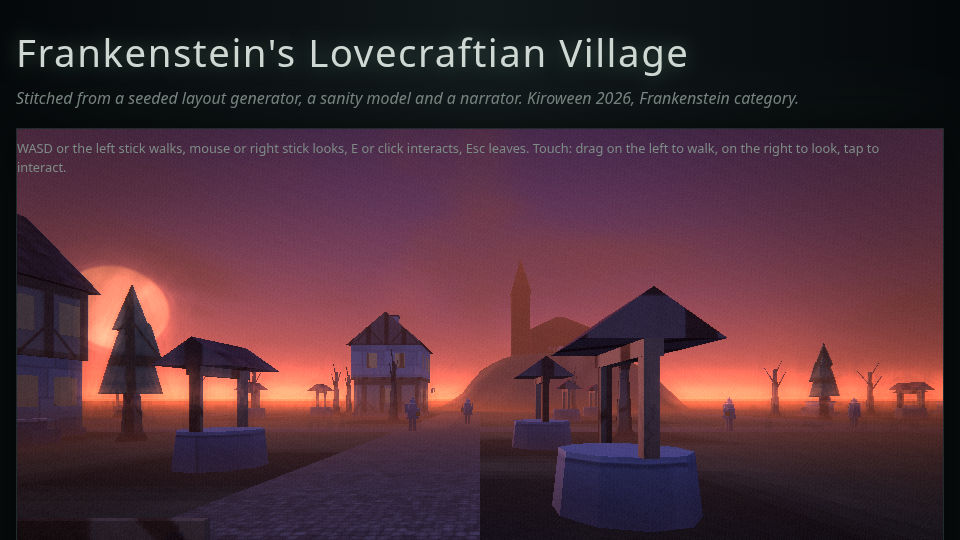 Frankenstein's Lovecraftian Village
Stitched from a seeded layout generator, a sanity model and a narrator. Kiroween 2026, Frankenstein category.
WASD or the left stick walks, mouse or right stick looks, E or click interacts, Esc leaves. Touch: drag on the left to walk, on the right to look, tap to
interact.